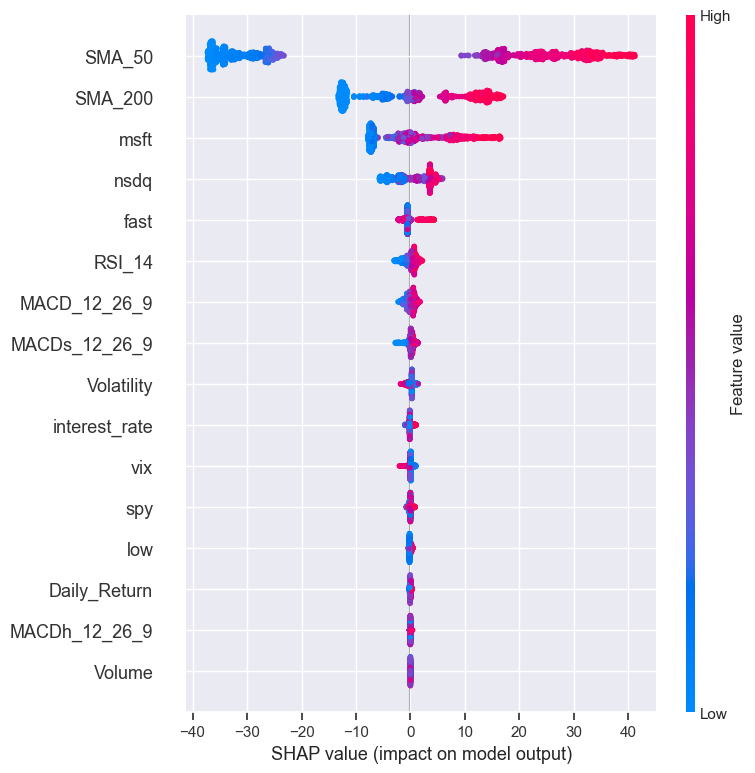 High
SMA_50
SMA_200
msft
nsdq
fast
RSI_14
MACD_12_26_9
MACDs_12_26_9
Volatility
interest_rate
vix
spy
low
Daily_Return
MACDh_12_26_9
Volume
Feature value
Low
−40 −30 −20 −10 0 10 20 30 40
SHAP value (impact on model output)